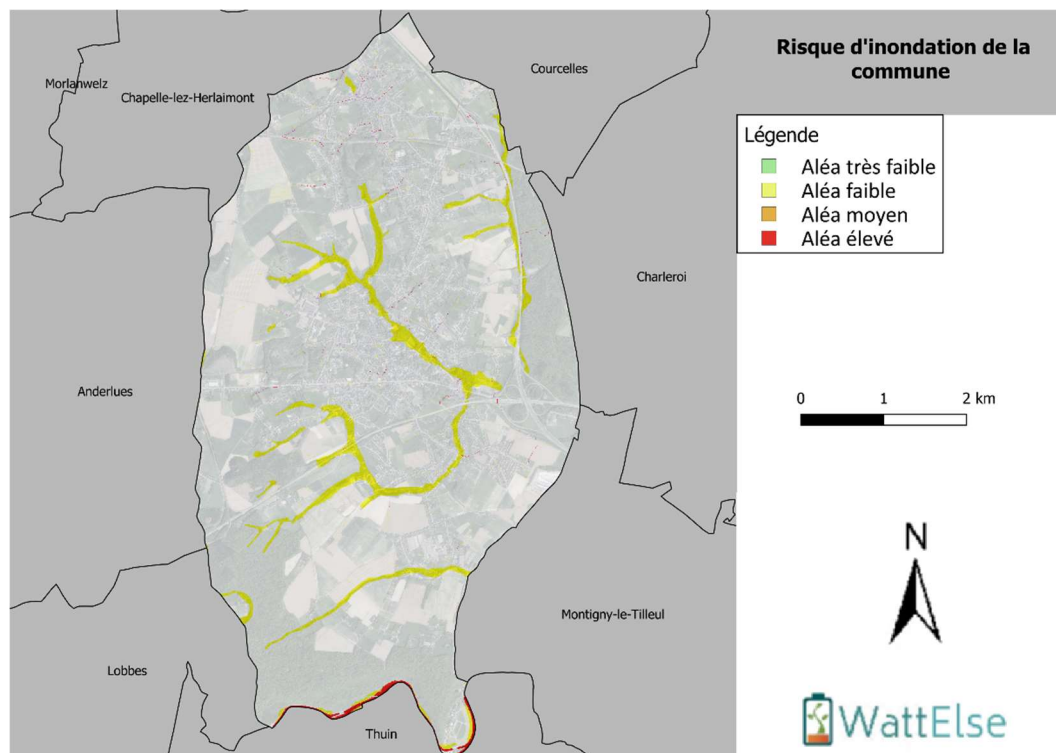 Risque d'inondation de la
commune
Légende
Aléa très faible
Aléa faible
Aléa moyen
Aléa élevé
Morlanwelz
Chapelle-lez-Herlaimont
Courcelles
Charleroi
Anderlues
Montigny-le-Tilleul
Lobbes
Thuin
0 1 2 km
N
WattElse